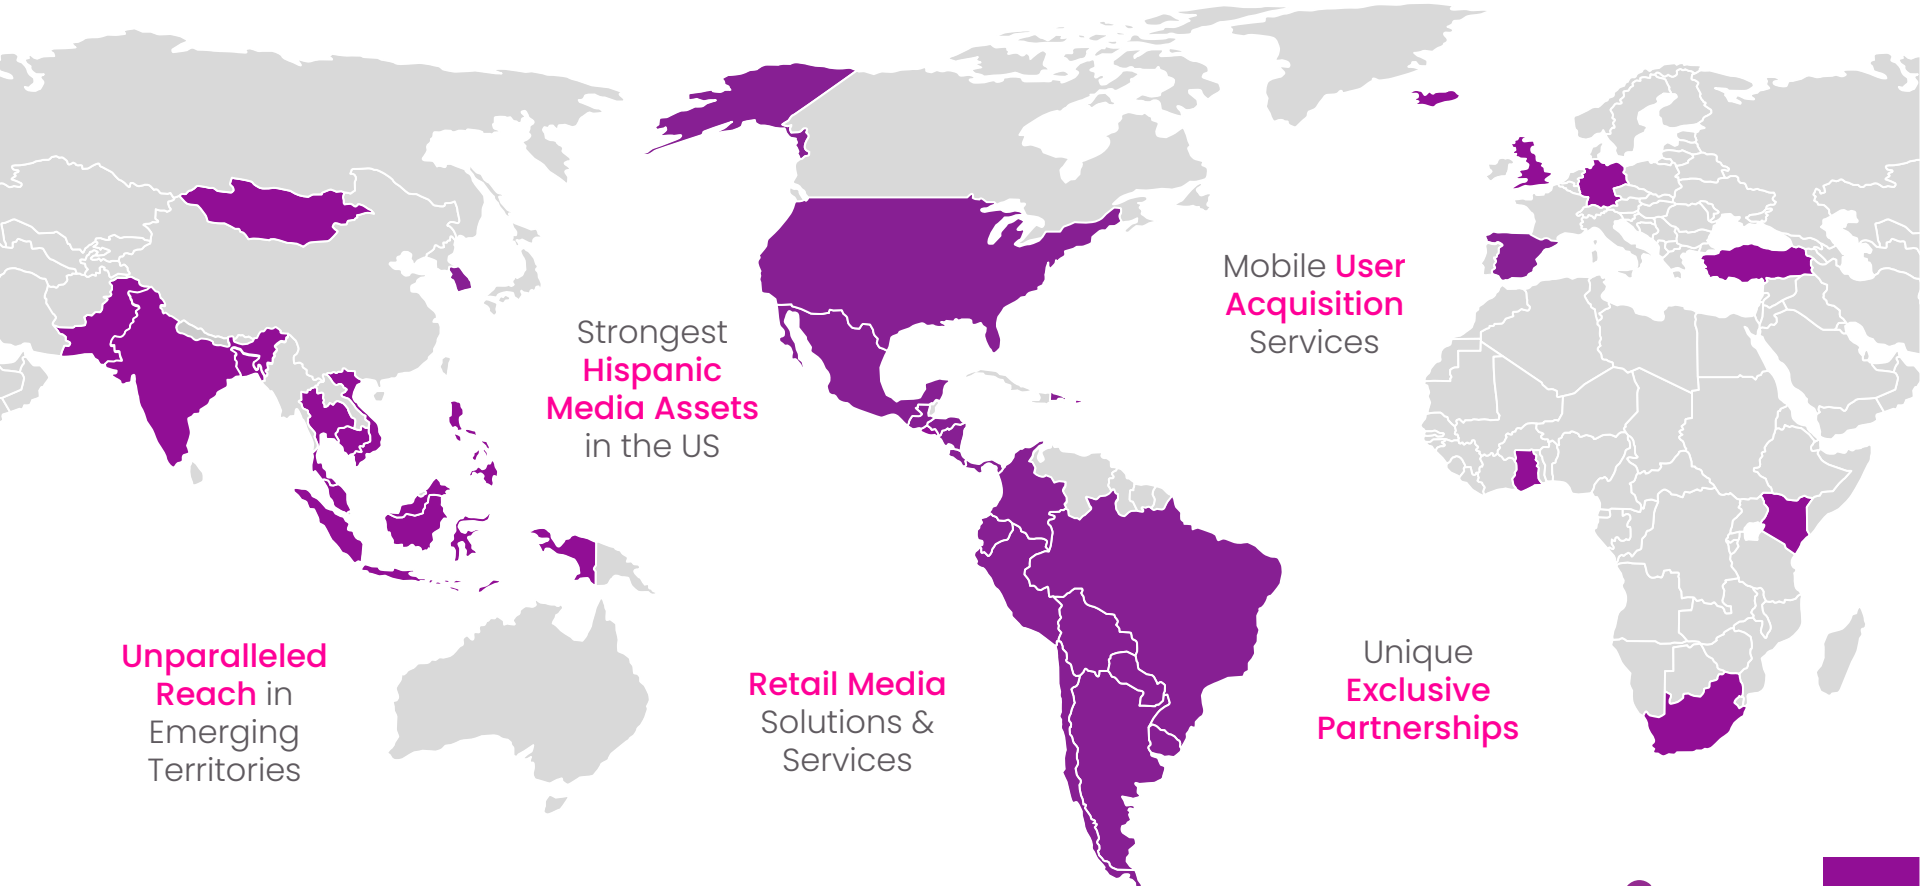 Mobile User
Acquisition
Services
Strongest
Hispanic
Media Assets
in the US
Unparalleled
Reach in
Emerging
Territories
Retail Media
Solutions &
Services
Unique
Exclusive
Partnerships